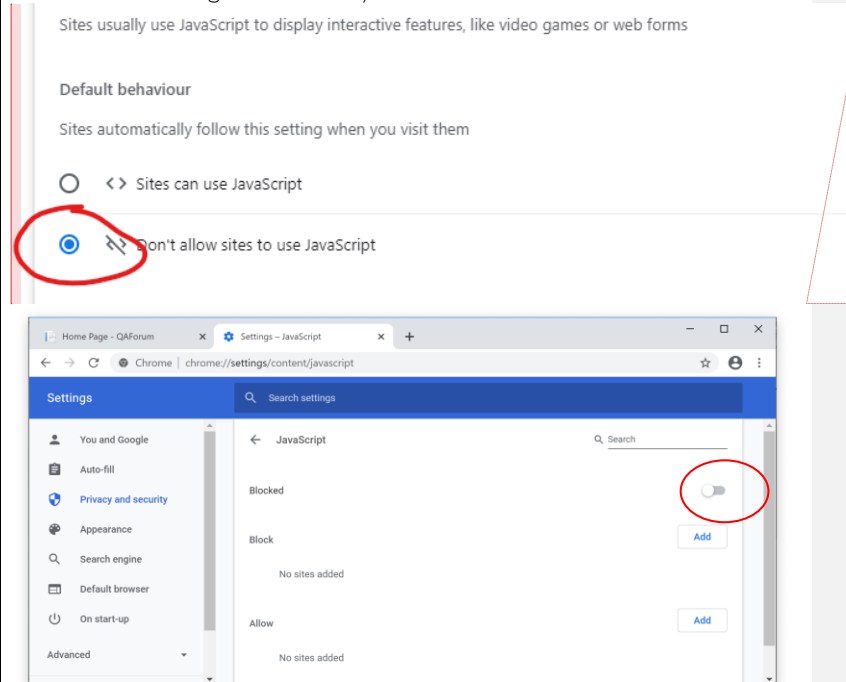 Sites usually use JavaScript to display interactive features, like video games or web forms
Default behaviour
Sites automatically follow this setting when you visit them
<> Sites can use JavaScript
Don't allow sites to use JavaScript
Home Page - QAForum
Settings – JavaScript
Chrome | chrome://settings/content/javascript
Settings
Search settings
You and Google
Auto-fill
Privacy and security
Appearance
Search engine
Default browser
On start-up
Advanced
JavaScript
Search
Blocked
Block
Add
No sites added
Allow
Add
No sites added